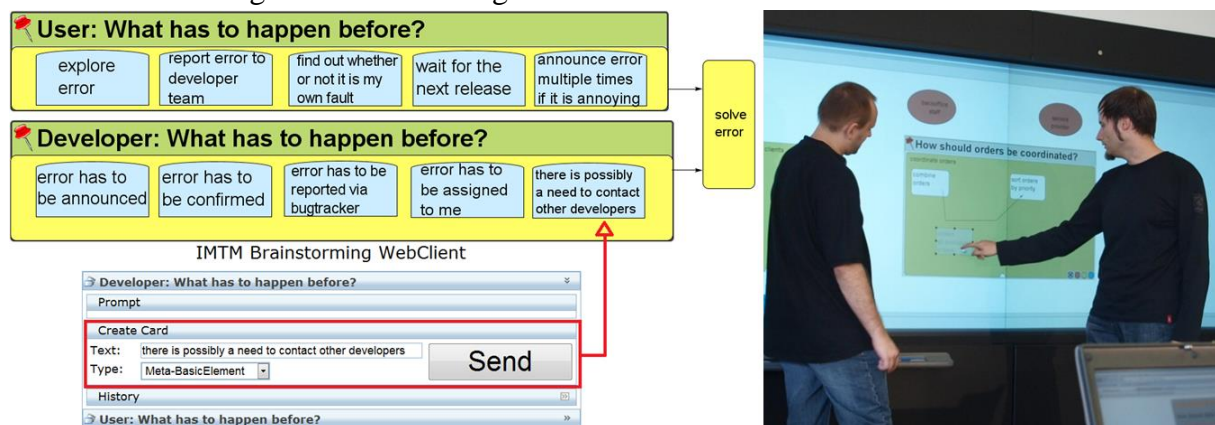 User: What has to happen before?
explore
error
report error to
developer
team
find out whether
or not it is my
own fault
wait for the
next release
announce error
multiple times
if it is annoying
solve
error
Developer: What has to happen before?
error has to
be announced
error has to
be confirmed
error has to be
reported via
bugtracker
error has to
be assigned
to me
there is possibly
a need to contact
other developers
IMTM Brainstorming WebClient
Developer: What has to happen before?
Prompt
Create Card
Text: there is possibly a need to contact other developers
Type: Meta-BasicElement
Send
History
User: What has to happen before?
How should orders be coordinated?
coordinate orders
combine
orders
sort orders
by priority